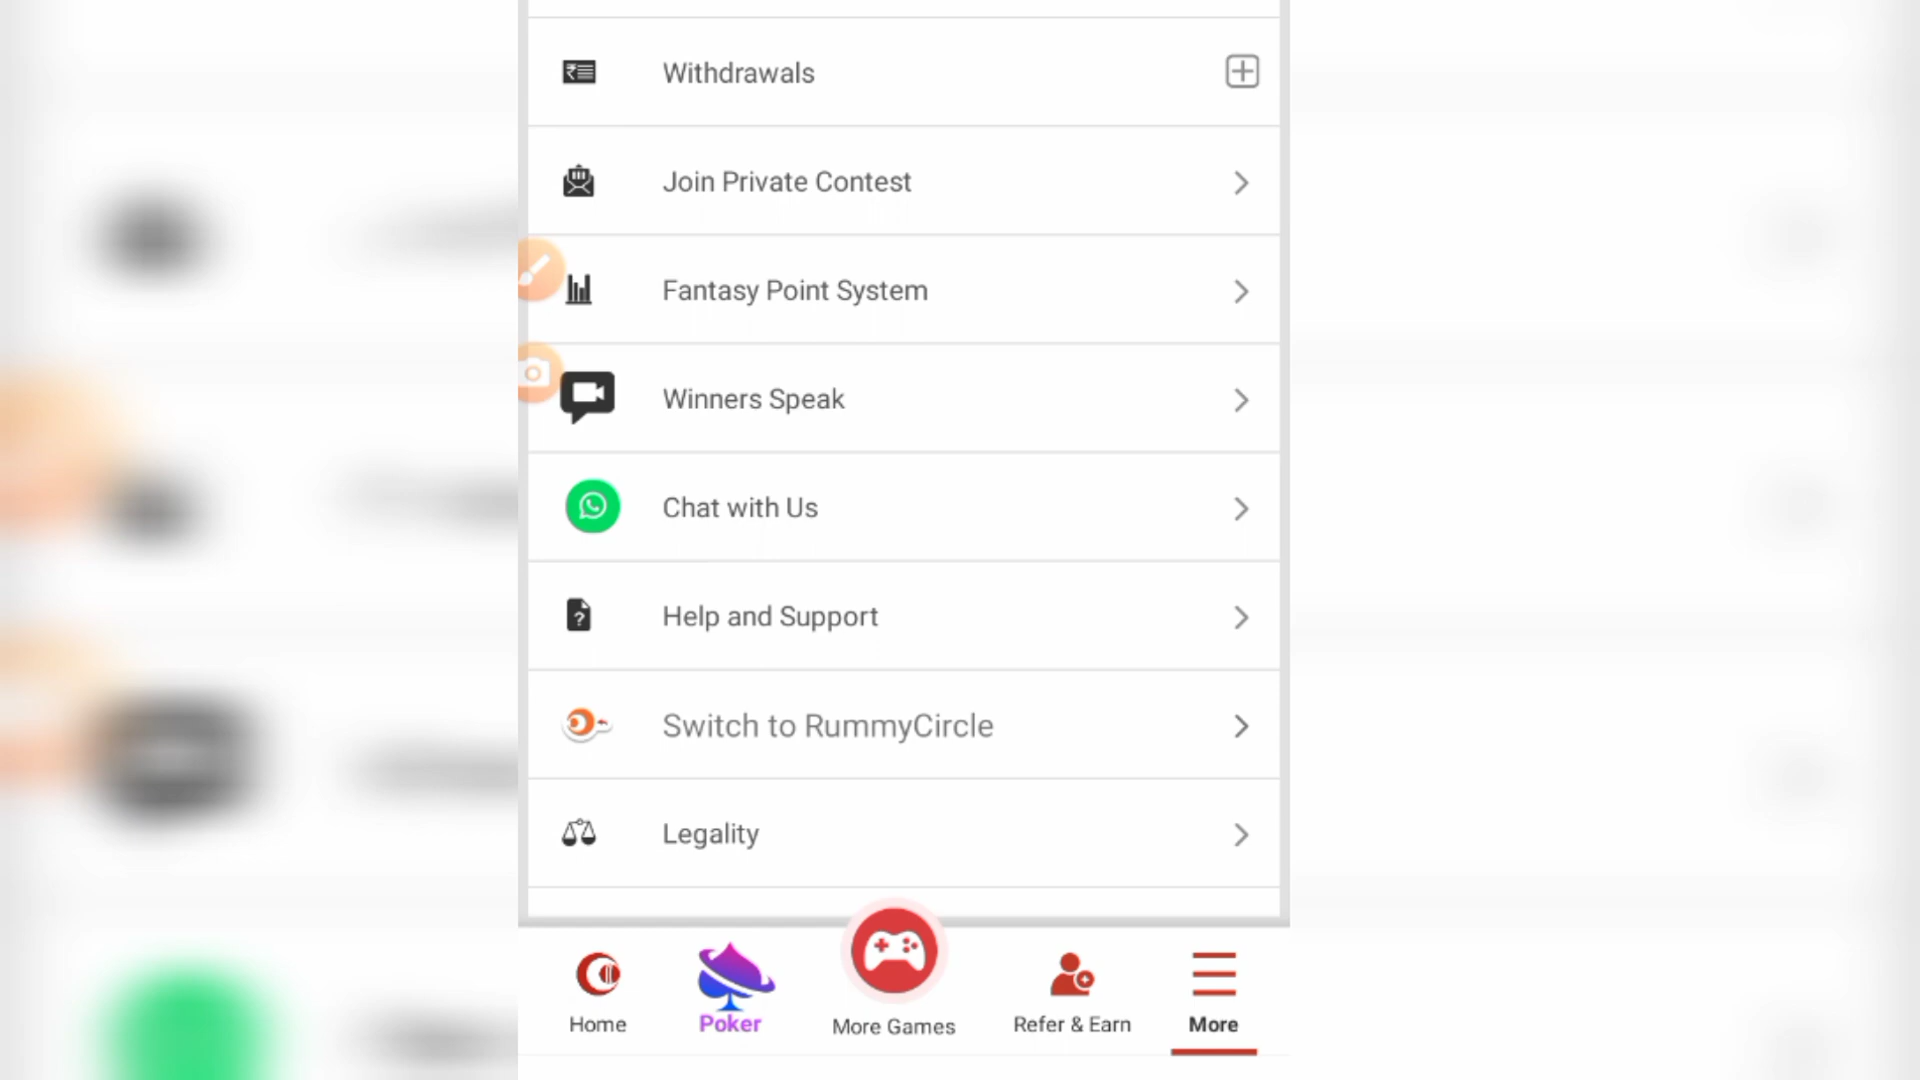 Withdrawals
Join Private Contest
Fantasy Point System
Winners Speak
Chat with Us
Help and Support
Switch to RummyCircle
Legality
Home
Poker
More Games
Refer & Earn
More